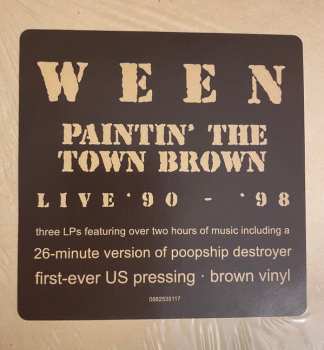 WEEN
PAINTIN' THE
TOWN BROWN
LIVE '90 - '98
three LPs featuring over two hours of music including a
26-minute version of poopship destroyer
first-ever US pressing · brown vinyl
0882535117